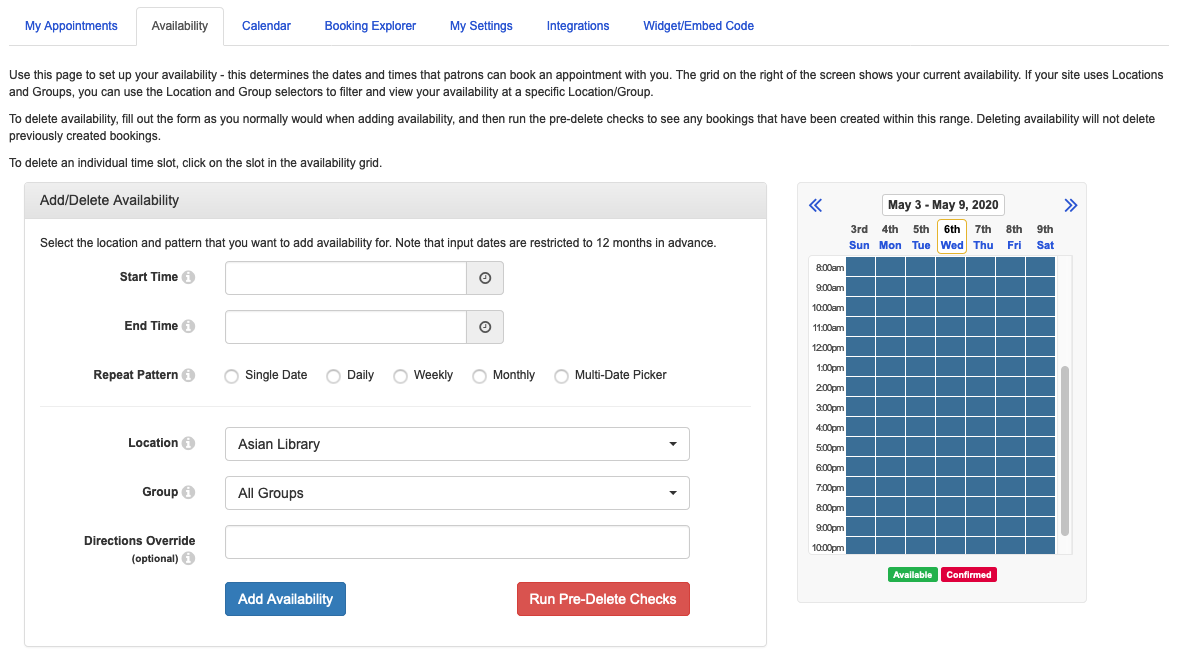 My Appointments Availability Calendar Booking Explorer My Settings Integrations Widget/Embed Code
Use this page to set up your availability - this determines the dates and times that patrons can book an appointment with you. The grid on the right of the screen shows your current availability. If your site uses Locations
and Groups, you can use the Location and Group selectors to filter and view your availability at a specific Location/Group.
To delete availability, fill out the form as you normally would when adding availability, and then run the pre-delete checks to see any bookings that have been created within this range. Deleting availability will not delete
previously created bookings.
To delete an individual time slot, click on the slot in the availability grid.
Add/Delete Availability
Select the location and pattern that you want to add availability for. Note that input dates are restricted to 12 months in advance.
Start Time
End Time
Repeat Pattern Single Date Daily Weekly Monthly Multi-Date Picker
Location Asian Library
Group All Groups
Directions Override
(optional)
Add Availability Run Pre-Delete Checks
May 3 - May 9, 2020
3rd 4th 5th 6th 7th 8th 9th
Sun Mon Tue Wed Thu Fri Sat
8:00am
9:00am
10:00am
11:00am
12:00pm
1:00pm
2:00pm
3:00pm
4:00pm
5:00pm
6:00pm
7:00pm
8:00pm
9:00pm
10:00pm
Available Confirmed